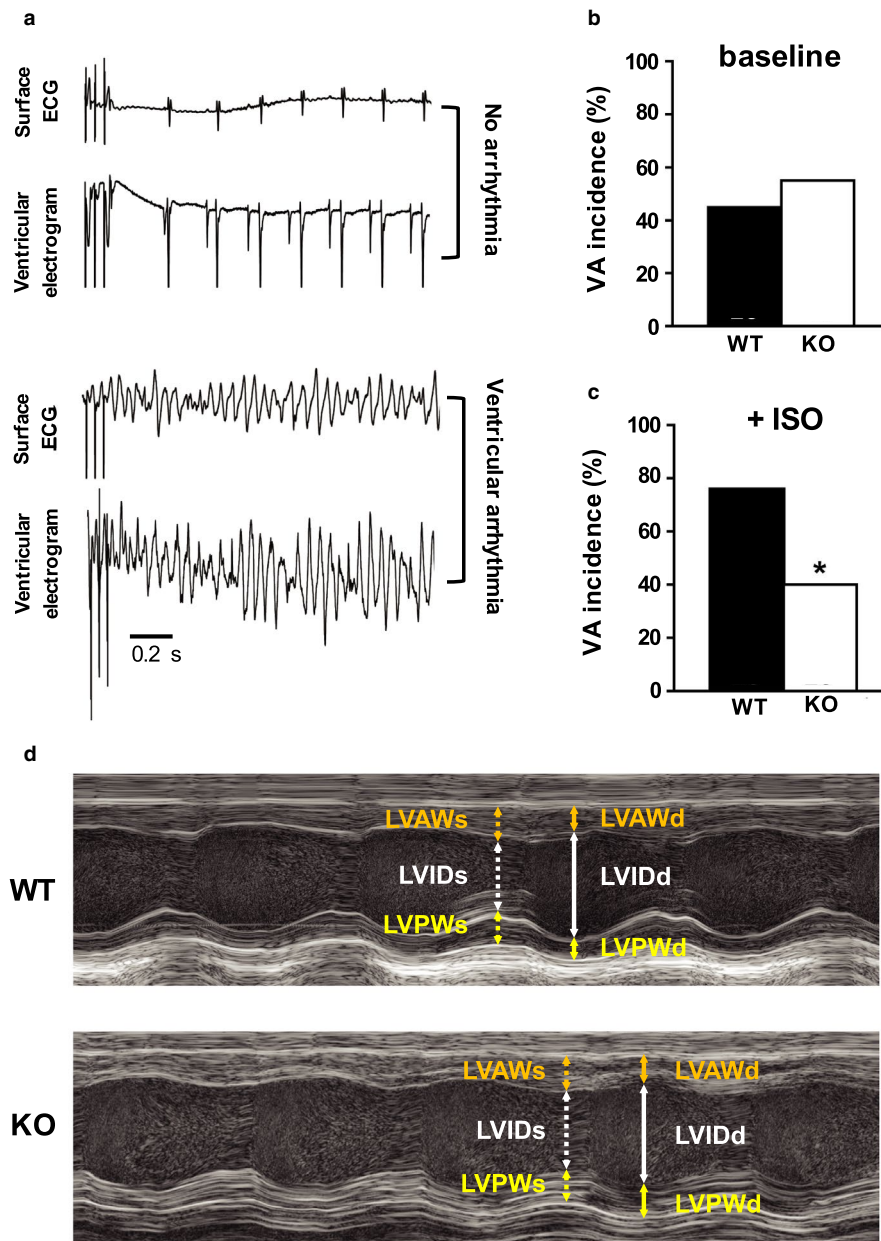 a
Surface
ECG
No arrhythmia
Ventricular
electrogram
Surface
ECG
Ventricular arrhythmia
Ventricular
electrogram
0.2 s
b
baseline
VA incidence (%)
100
80
60
40
20
0
WT KO
c
+ ISO
VA incidence (%)
100
80
60
40
20
0
*
WT KO
d
WT
LVAWs LVAWd
LVIDs LVIDd
LVPWs LVPWd
KO
LVAWs LVAWd
LVIDs LVIDd
LVPWs LVPWd